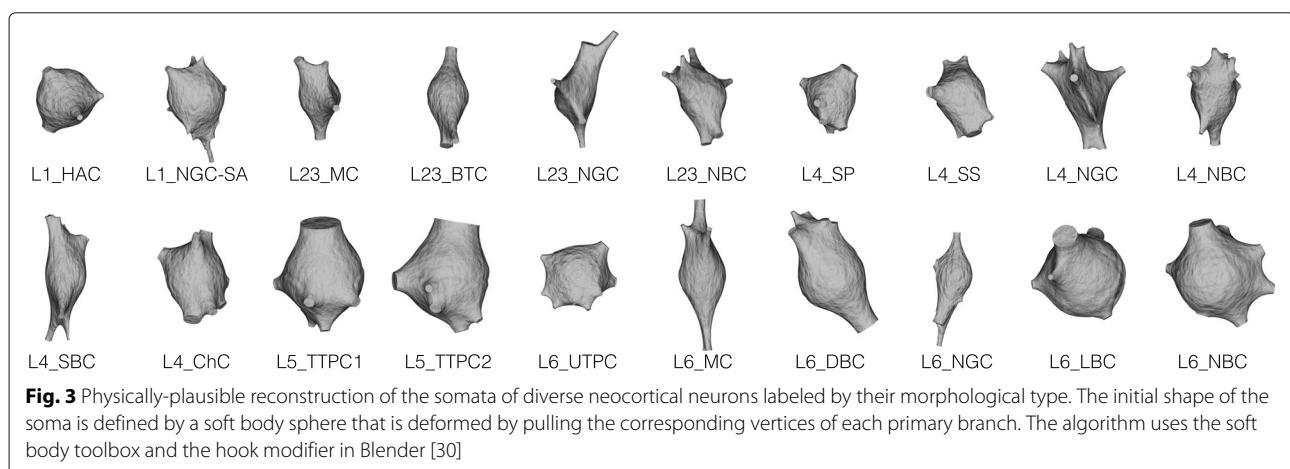 L1_HAC L1_NGC-SA L23_MC L23_BTC L23_NGC L23_NBC L4_SP L4_SS L4_NGC L4_NBC
L4_SBC L4_ChC L5_TTPC1 L5_TTPC2 L6_UTPC L6_MC L6_DBC L6_NGC L6_LBC L6_NBC
Fig. 3 Physically-plausible reconstruction of the somata of diverse neocortical neurons labeled by their morphological type. The initial shape of the
soma is defined by a soft body sphere that is deformed by pulling the corresponding vertices of each primary branch. The algorithm uses the soft
body toolbox and the hook modifier in Blender [30]